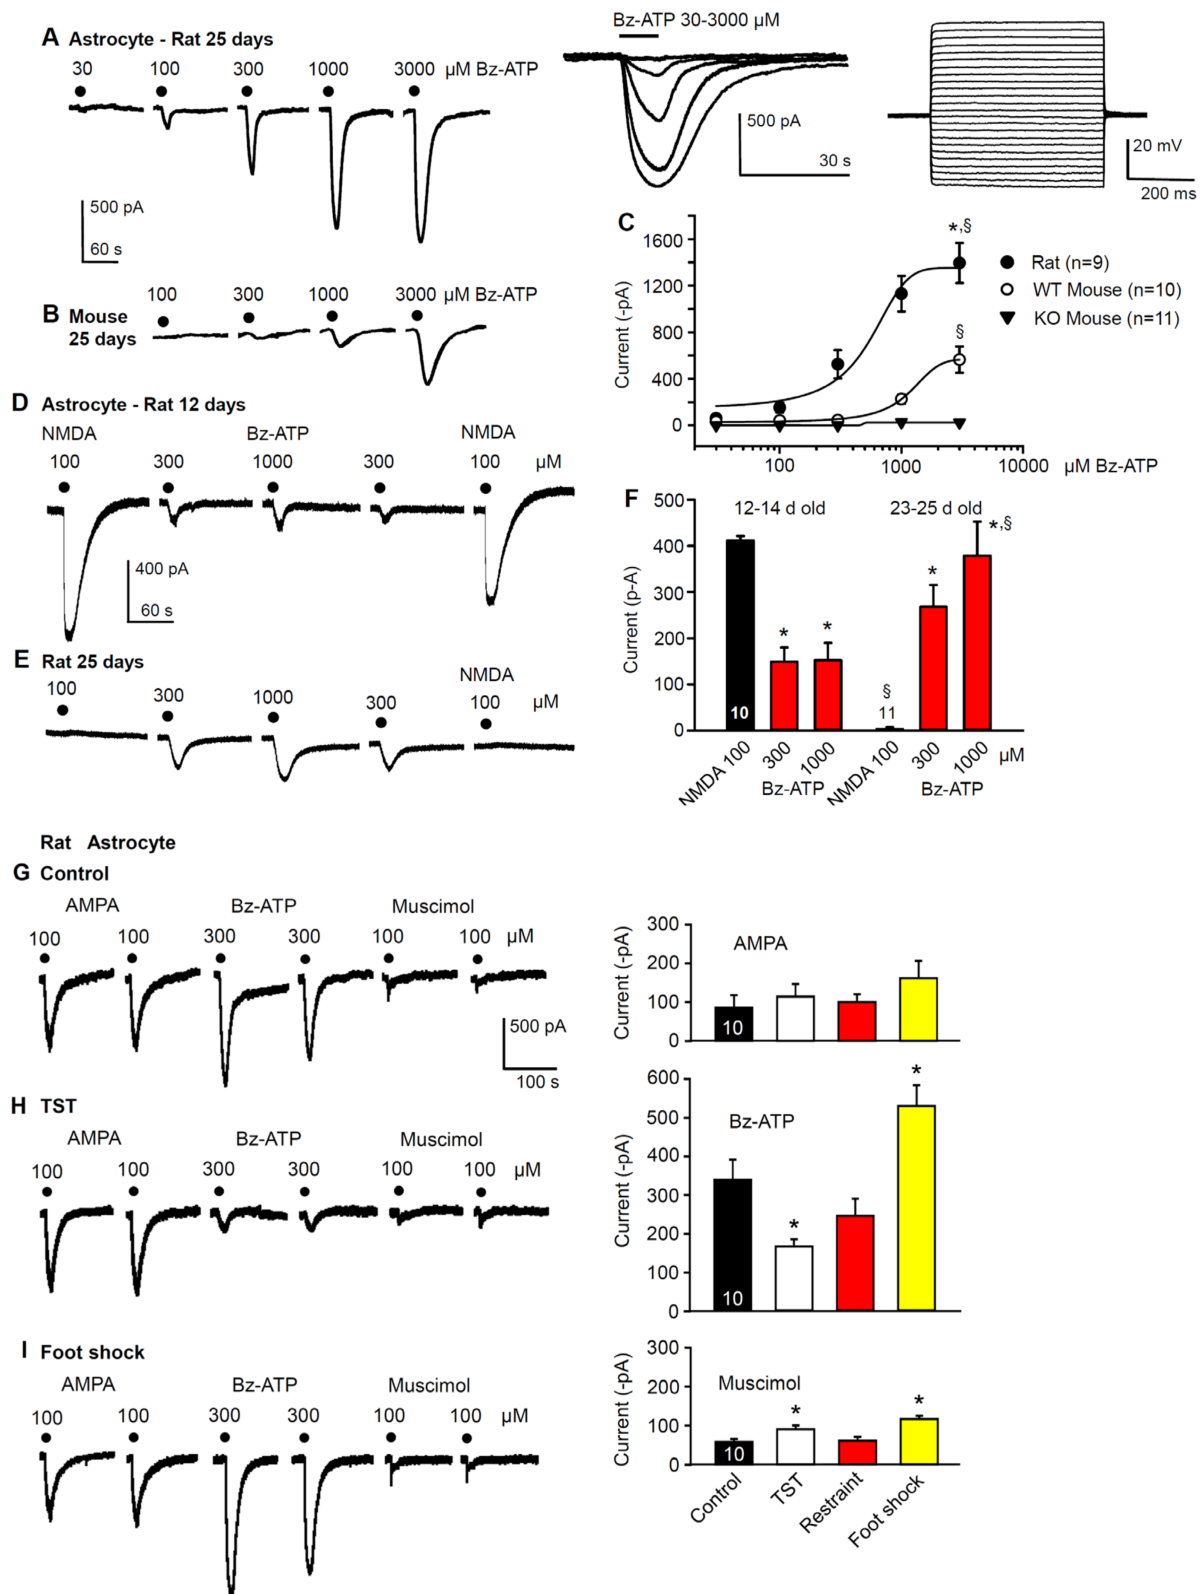 A Astrocyte - Rat 25 days
30 100 300 1000 3000 µM Bz-ATP
500 pA
60 s
Bz-ATP 30-3000 µM
500 pA
30 s
20 mV
200 ms
B Mouse
25 days
100 300 1000 3000 µM Bz-ATP
C
Current (-pA)
1600
1200
800
400
0
100 1000 10000 µM Bz-ATP
*,§
§
Rat (n=9)
WT Mouse (n=10)
KO Mouse (n=11)
D Astrocyte - Rat 12 days
NMDA Bz-ATP NMDA
100 300 1000 300 100 µM
400 pA
60 s
E Rat 25 days
NMDA
100 300 1000 300 100 µM
F
Current (p-A)
500
400
300
200
100
0
12-14 d old 23-25 d old
* * § * *,§
10 11
NMDA 100 300 1000 NMDA 100 300 1000 µM
Bz-ATP Bz-ATP
Rat Astrocyte
G Control
AMPA Bz-ATP Muscimol
100 100 300 300 100 100 µM
500 pA
100 s
AMPA
Current (-pA)
300
200
100
0
10
H TST
AMPA Bz-ATP Muscimol
100 100 300 300 100 100 µM
Bz-ATP
Current (-pA)
600
500
400
300
200
100
0
10
* *
I Foot shock
AMPA Bz-ATP Muscimol
100 100 300 300 100 100 µM
Muscimol
Current (-pA)
300
200
100
0
10
* *
Control TST Restraint Foot shock